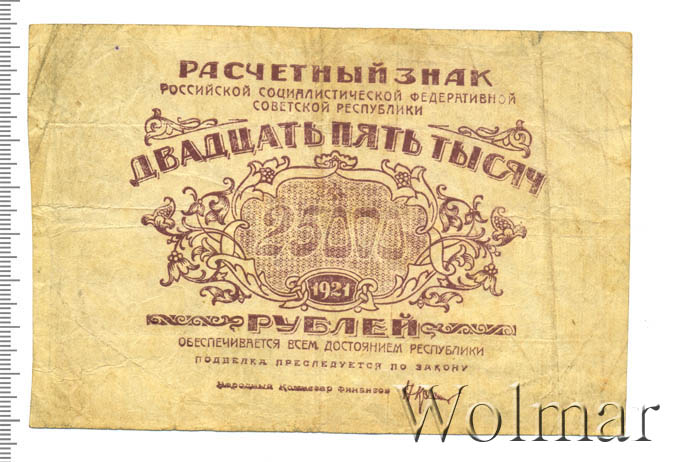 РАСЧЕТНЫЙ ЗНАК
РОССИЙСКОЙ СОЦИАЛИСТИЧЕСКОЙ ФЕДЕРАТИВНОЙ
СОВЕТСКОЙ РЕСПУБЛИКИ
ДВАДЦАТЬ ПЯТЬ ТЫСЯЧ
1921
РУБЛЕЙ
ОБЕСПЕЧИВАЕТСЯ ВСЕМ ДОСТОЯНИЕМ РЕСПУБЛИКИ
ПОДДЕЛКА ПРЕСЛЕДУЕТСЯ ПО ЗАКОНУ
Народный Комиссар Финансов
Wolmar